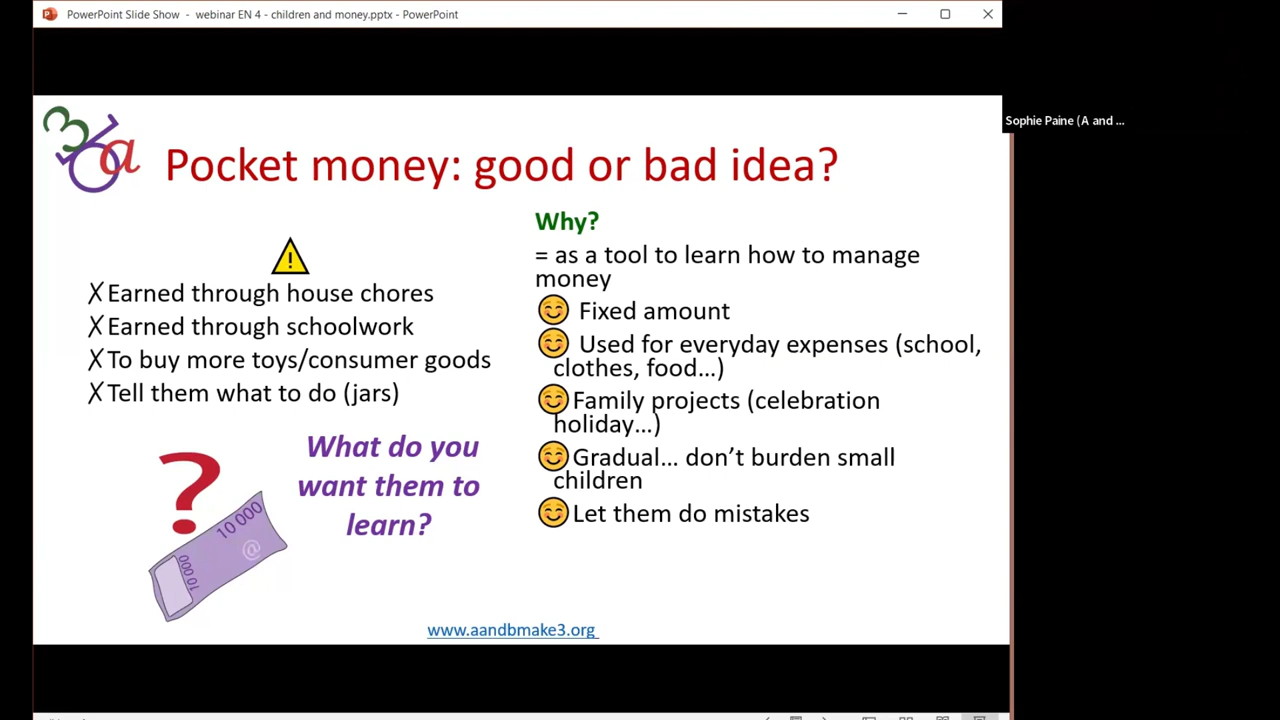 PowerPoint Slide Show - webinar EN 4 - children and money.pptx - PowerPoint
Sophie Paine (A and ...
3
1
a
Pocket money: good or bad idea?
!
╳ Earned through house chores
╳ Earned through schoolwork
╳ To buy more toys/consumer goods
╳ Tell them what to do (jars)
What do you
want them to
learn?
?
10 000
@
10 000
Why?
= as a tool to learn how to manage
money
Fixed amount
Used for everyday expenses (school,
clothes, food...)
Family projects (celebration
holiday...)
Gradual... don't burden small
children
Let them do mistakes
www.aandbmake3.org